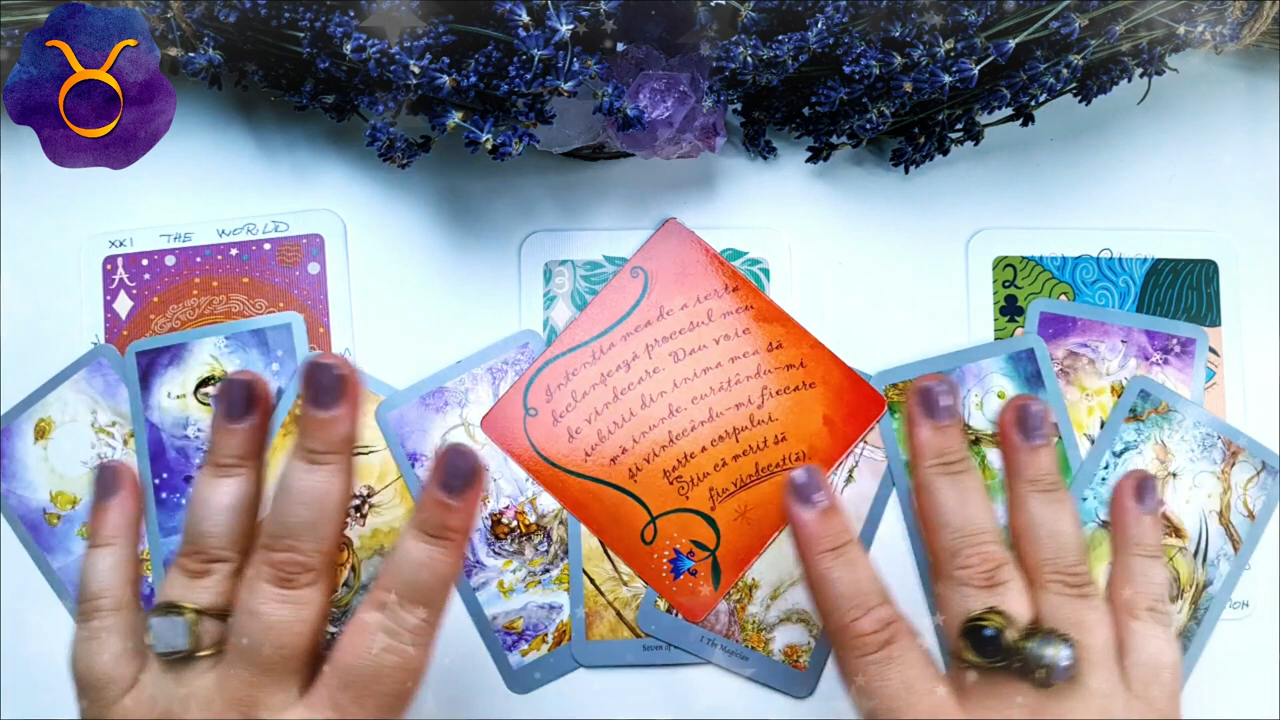 XXI THE WORLD
A
2
Intenția mea de a ierta
declanșează procesul meu
de vindecare. Dau voie
iubirii din inima mea să
mă inunde, curățându-mi
și vindecându-mi fiecare
parte a corpului.
Știu că merit să
fiu vindecat(ă).
Seven of
I The Magician